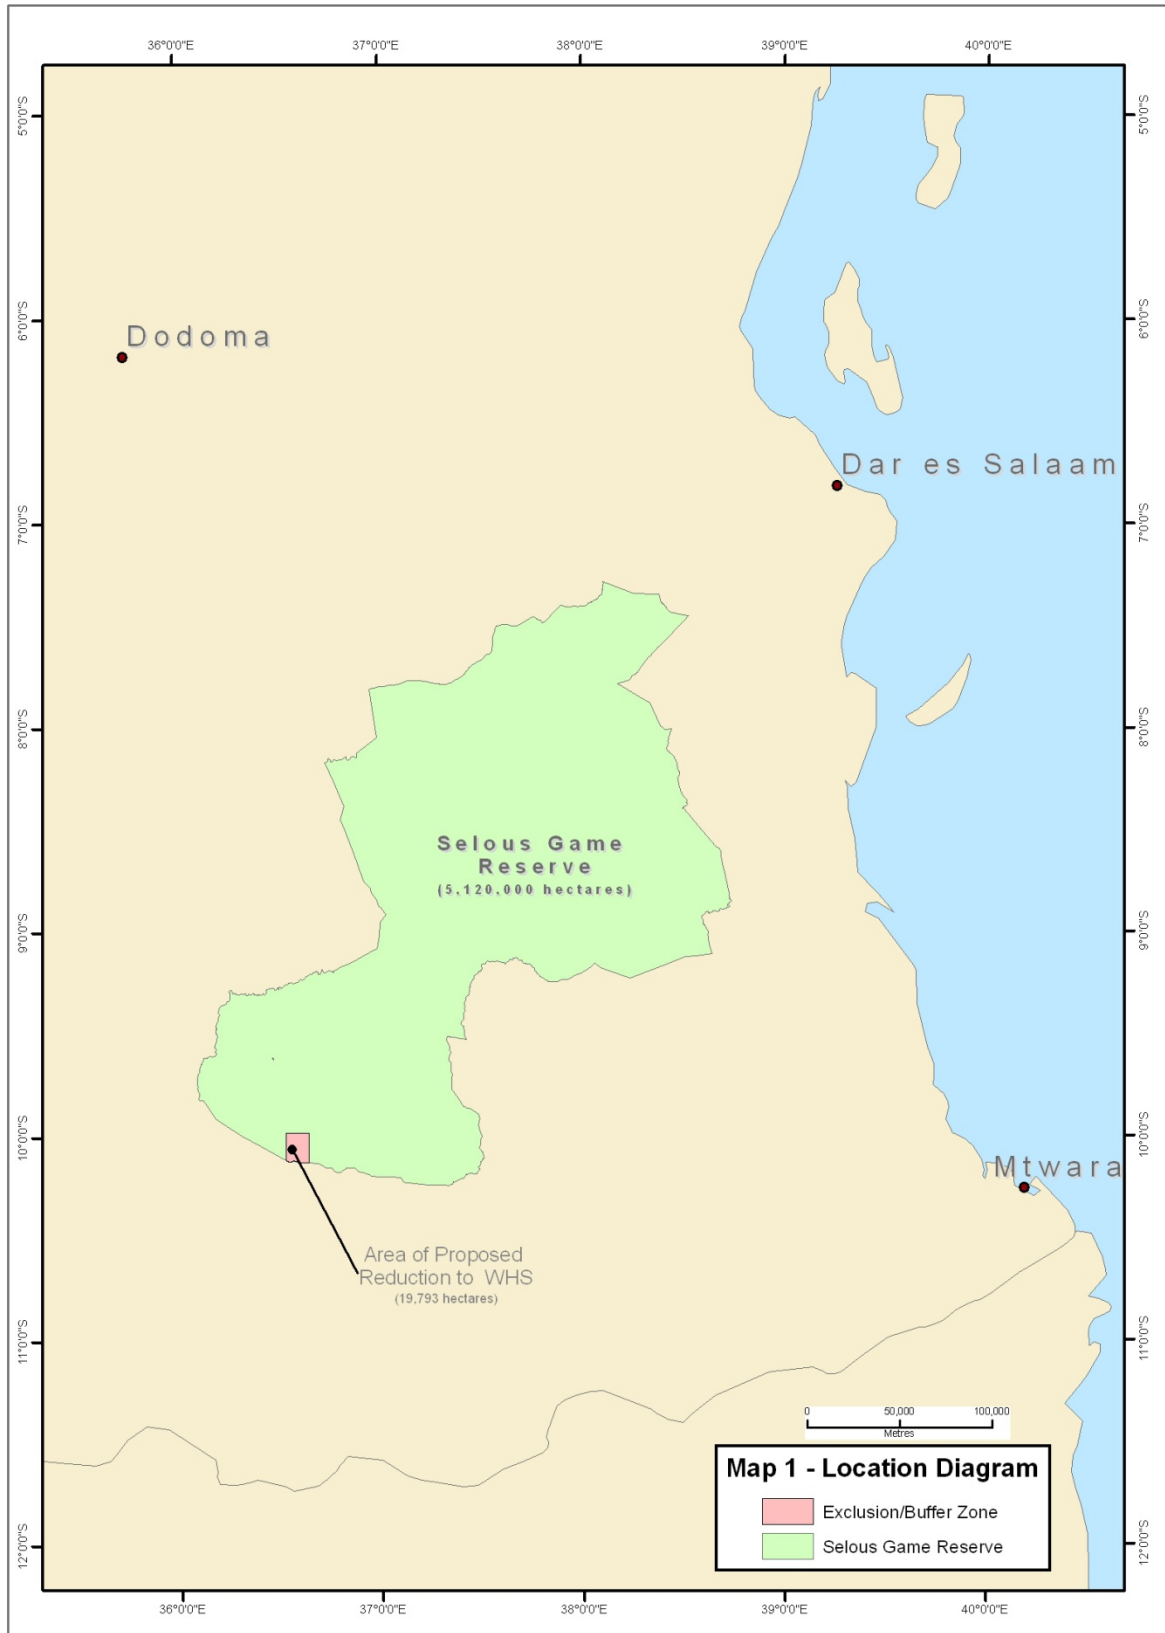 36°0'0"E 37°0'0"E 38°0'0"E 39°0'0"E 40°0'0"E
5°0'0"S 5°0'0"S
6°0'0"S 6°0'0"S
Dodoma
Dar es Salaam
7°0'0"S 7°0'0"S
8°0'0"S 8°0'0"S
Selous Game
Reserve
(5,120,000 hectares)
9°0'0"S 9°0'0"S
10°0'0"S 10°0'0"S
Mtwara
Area of Proposed
Reduction to WHS
(19,793 hectares)
11°0'0"S 11°0'0"S
0 50,000 100,000
Metres
Map 1 - Location Diagram
Exclusion/Buffer Zone
Selous Game Reserve
12°0'0"S 12°0'0"S
36°0'0"E 37°0'0"E 38°0'0"E 39°0'0"E 40°0'0"E